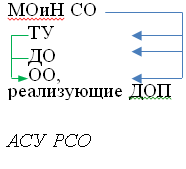 МОиН СО
ТУ
ДО
ОО,
реализующие ДОП
АСУ РСО